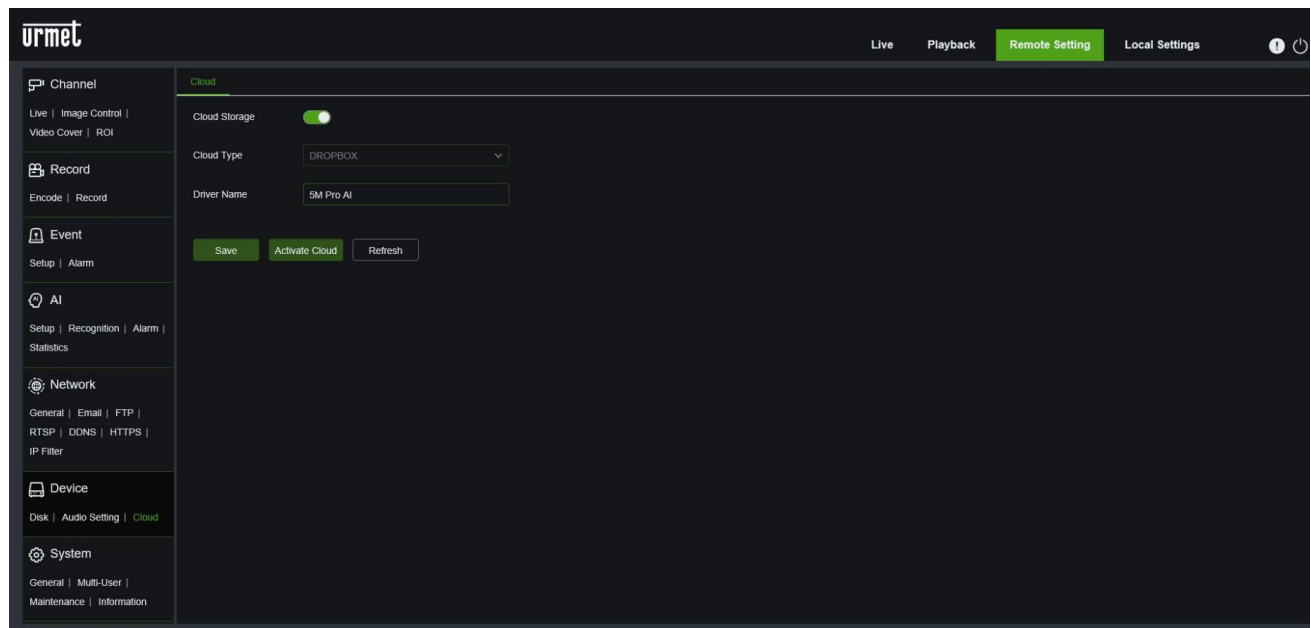 urmet
Live Playback Remote Setting Local Settings
Channel
Live | Image Control |
Video Cover | ROI
Record
Encode | Record
Event
Setup | Alarm
AI
Setup | Recognition | Alarm |
Statistics
Network
General | Email | FTP |
RTSP | DDNS | HTTPS |
IP Filter
Device
Disk | Audio Setting | Cloud
System
General | Multi-User |
Maintenance | Information
Cloud
Cloud Storage
Cloud Type DROPBOX
Driver Name 5M Pro AI
Save Activate Cloud Refresh